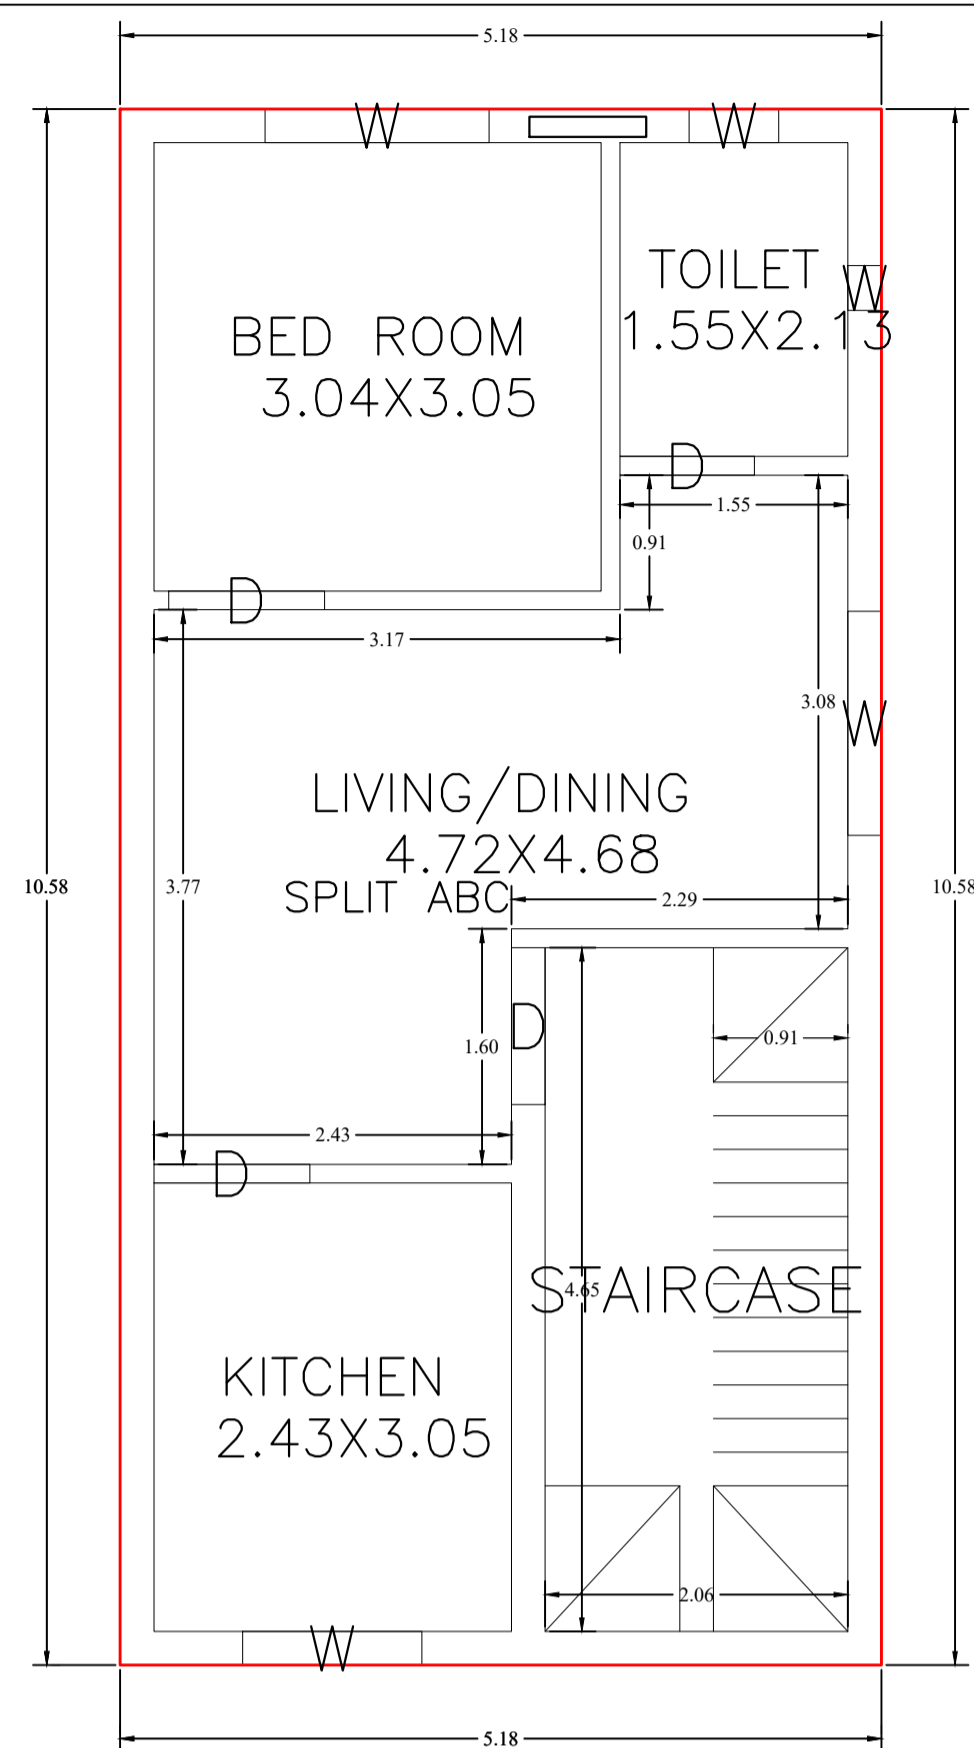 5.18
W
W
TOILET
1.55X2.13
W
BED ROOM
3.04X3.05
D
1.55
0.91
D
3.17
3.08
W
LIVING/DINING
4.72X4.68
SPLIT ABC
10.58
3.77
2.29
10.58
D
0.91
1.60
2.43
D
STAIRCASE
4.65
KITCHEN
2.43X3.05
2.06
W
5.18